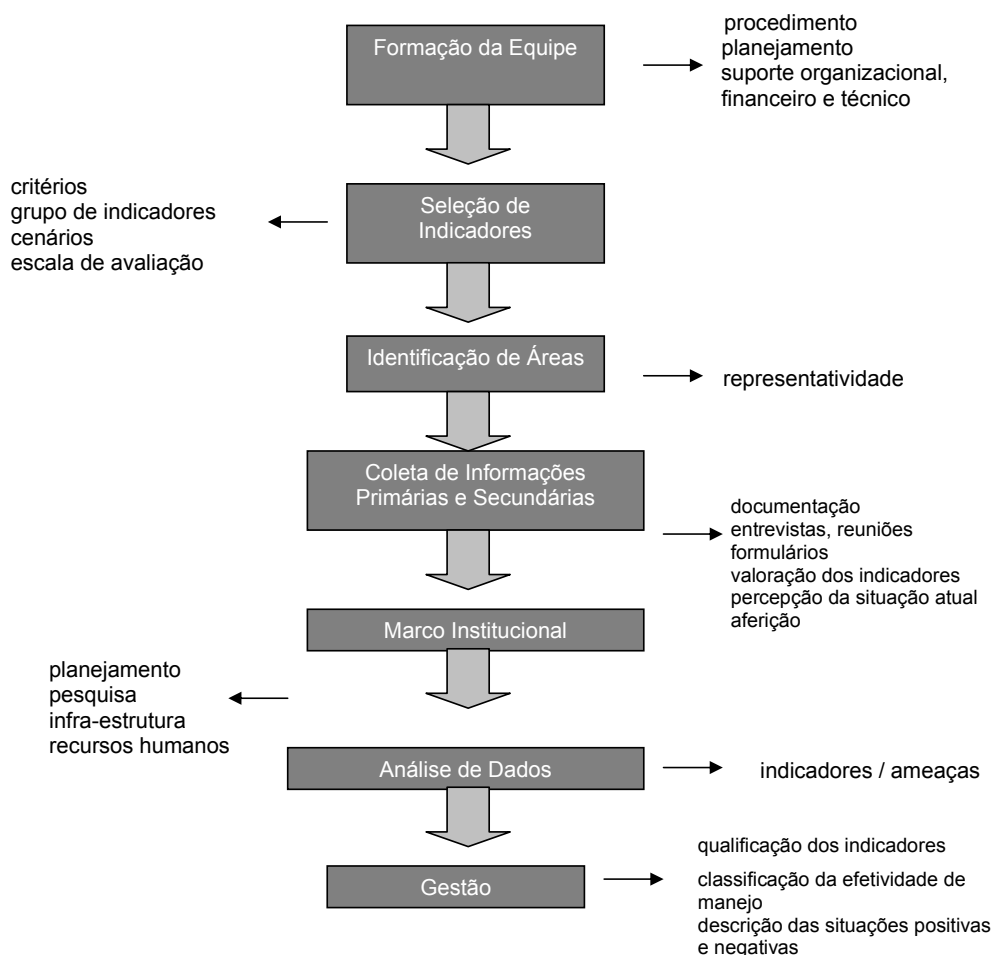 Formação da Equipe
procedimento
planejamento
suporte organizacional,
financeiro e técnico
critérios
grupo de indicadores
cenários
escala de avaliação
Seleção de
Indicadores
Identificação de Áreas
representatividade
Coleta de Informações
Primárias e Secundárias
documentação
entrevistas, reuniões
formulários
valoração dos indicadores
percepção da situação atual
aferição
Marco Institucional
planejamento
pesquisa
infra-estrutura
recursos humanos
Análise de Dados
indicadores / ameaças
Gestão
qualificação dos indicadores
classificação da efetividade de
manejo
descrição das situações positivas
e negativas